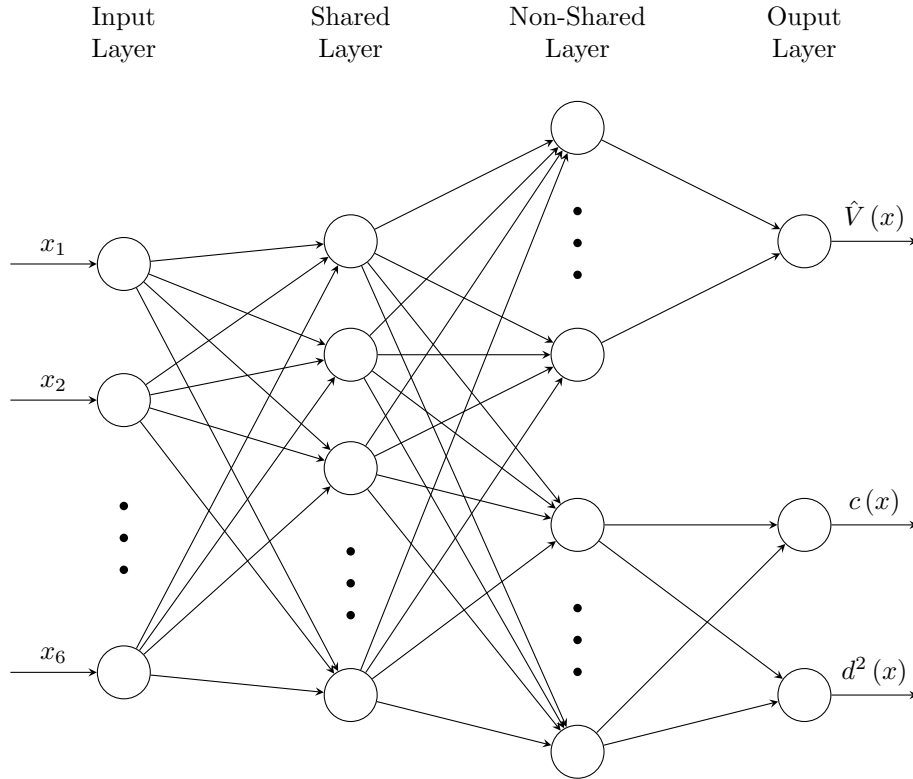 Input
Layer
Shared
Layer
Non-Shared
Layer
Ouput
Layer
x₁
x₂
x₆
V̂ (x)
c (x)
d² (x)